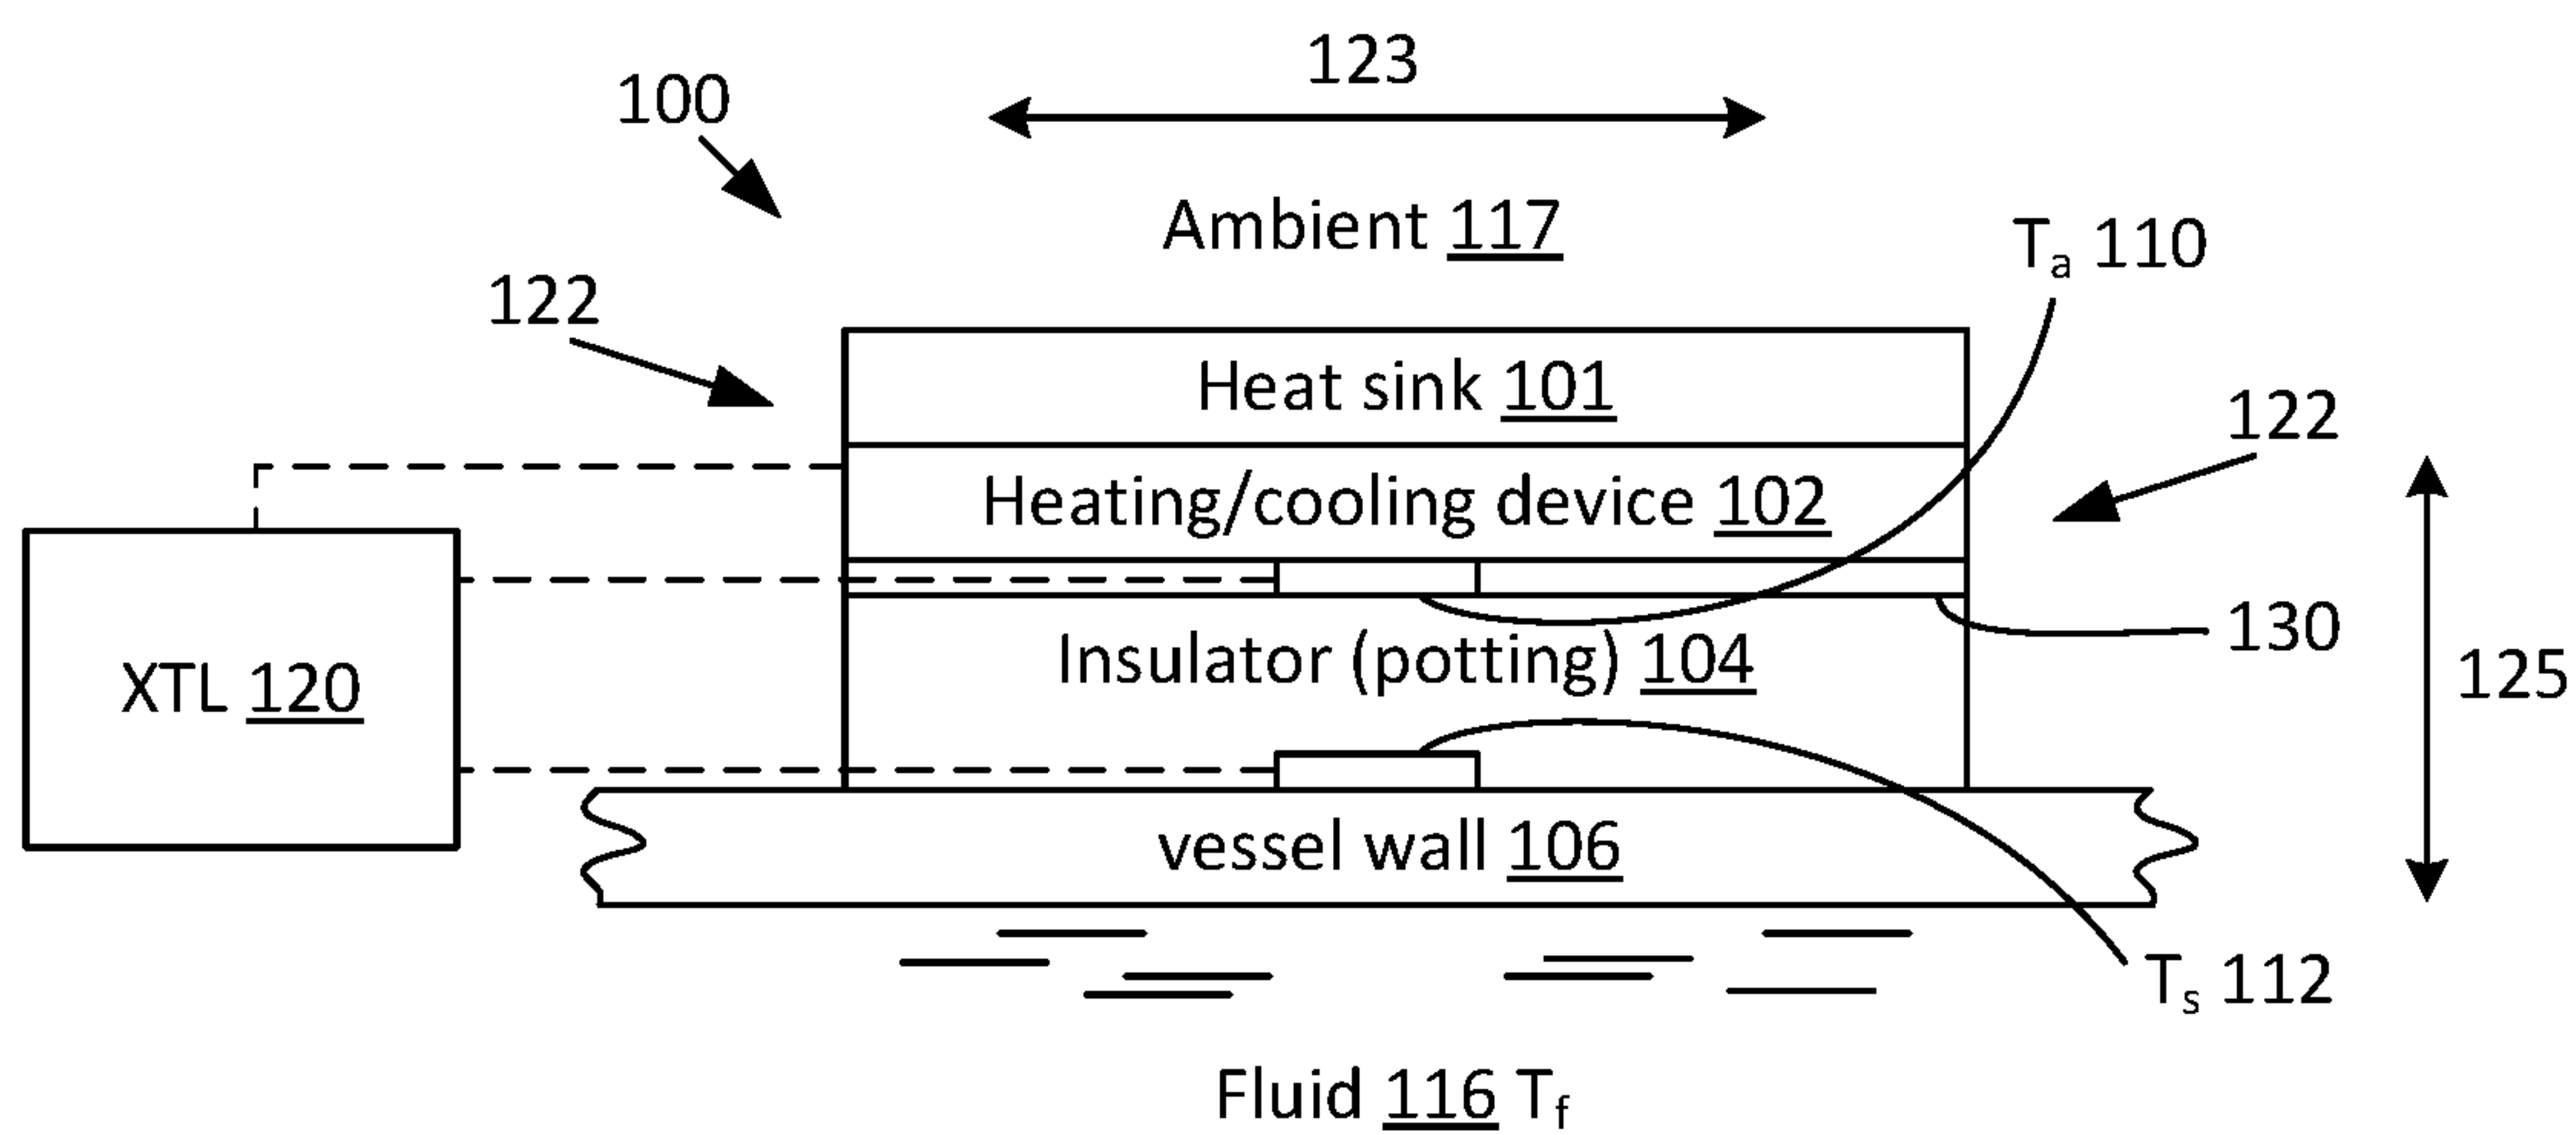 123
100
Ambient 117
Ta 110
122
Heat sink 101
122
Heating/cooling device 102
130
Insulator (potting) 104
125
XTL 120
vessel wall 106
Ts 112
Fluid 116 Tf